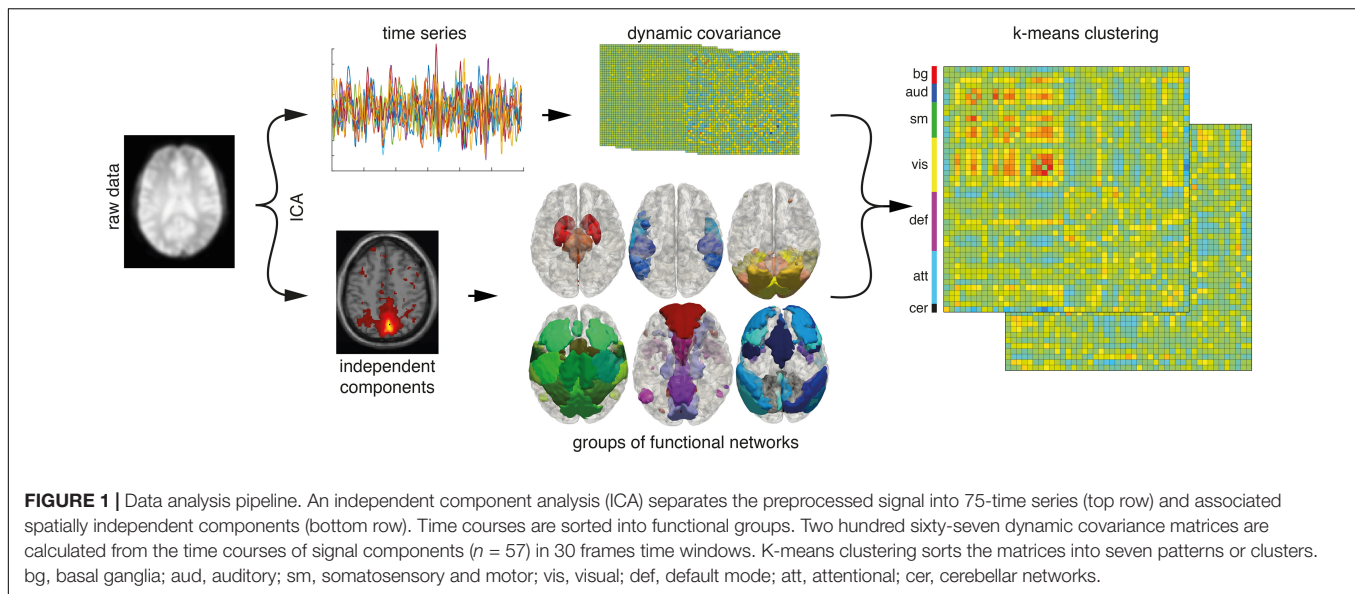 time series
dynamic covariance
k-means clustering
raw data
ICA
independent
components
groups of functional networks
bg
aud
sm
vis
def
att
cer
FIGURE 1 | Data analysis pipeline. An independent component analysis (ICA) separates the preprocessed signal into 75-time series (top row) and associated
spatially independent components (bottom row). Time courses are sorted into functional groups. Two hundred sixty-seven dynamic covariance matrices are
calculated from the time courses of signal components (n = 57) in 30 frames time windows. K-means clustering sorts the matrices into seven patterns or clusters.
bg, basal ganglia; aud, auditory; sm, somatosensory and motor; vis, visual; def, default mode; att, attentional; cer, cerebellar networks.